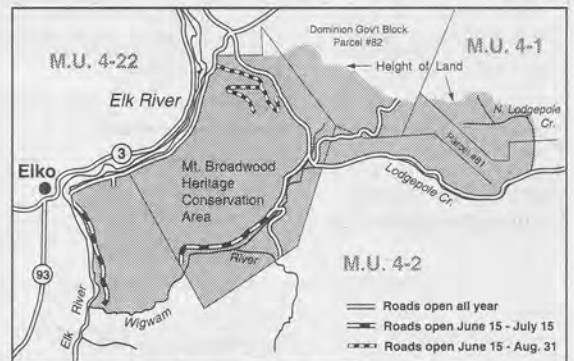 Dominion Gov't Block
Parcel #82
M.U. 4-1
M.U. 4-22
Height of Land
Elk River
N. Lodgepole
Cr.
Parcel #81
3
Elko
Mt. Broadwood
Heritage
Conservation
Area
Lodgepole Cr.
93
River
M.U. 4-2
Elk River
Wigwam
Roads open all year
Roads open June 15 - July 15
Roads open June 15 - Aug. 31